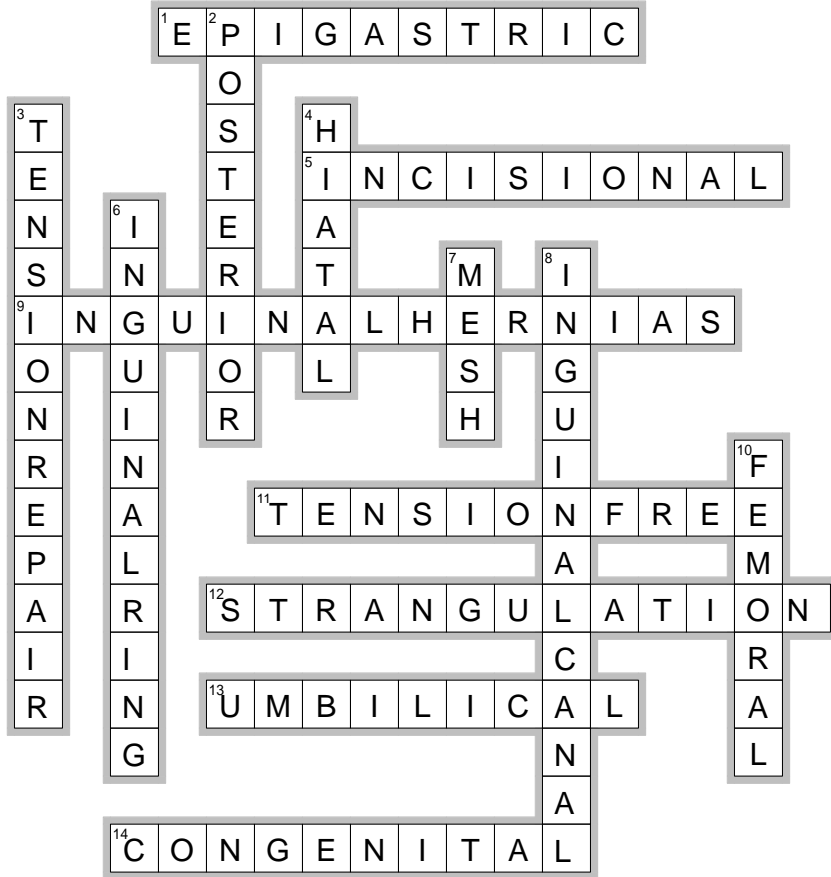 1 EPIGASTRIC
2 POSTERIOR
3 TENSIONREPAIR
4 HIATAL
5 INCISIONAL
6 INGUINALRING
7 MESH
8 INGUINALCANAL
9 INGUINALHERNIAS
10 FEMORAL
11 TENSIONFREE
12 STRANGULATION
13 UMBILICAL
14 CONGENITAL